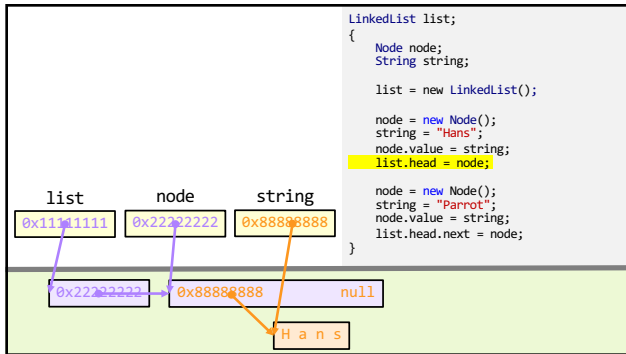 LinkedList list;
{
Node node;
String string;
list = new LinkedList();
node = new Node();
string = "Hans";
node.value = string;
list.head = node;
node = new Node();
string = "Parrot";
node.value = string;
list.head.next = node;
}
list node string
0x11111111 0x22222222 0x88888888
0x22222222 0x88888888 null
H a n s